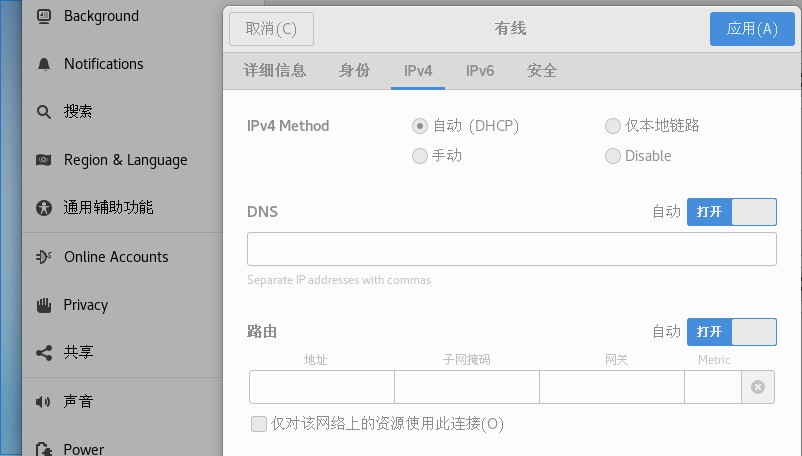 Background
Notifications
搜索
Region & Language
通用辅助功能
Online Accounts
Privacy
共享
声音
Power
取消(C)
有线
应用(A)
详细信息
身份
IPv4
IPv6
安全
IPv4 Method
自动 (DHCP)
仅本地链路
手动
Disable
DNS
自动
打开
Separate IP addresses with commas
路由
自动
打开
地址
子网掩码
网关
Metric
仅对该网络上的资源使用此连接(O)